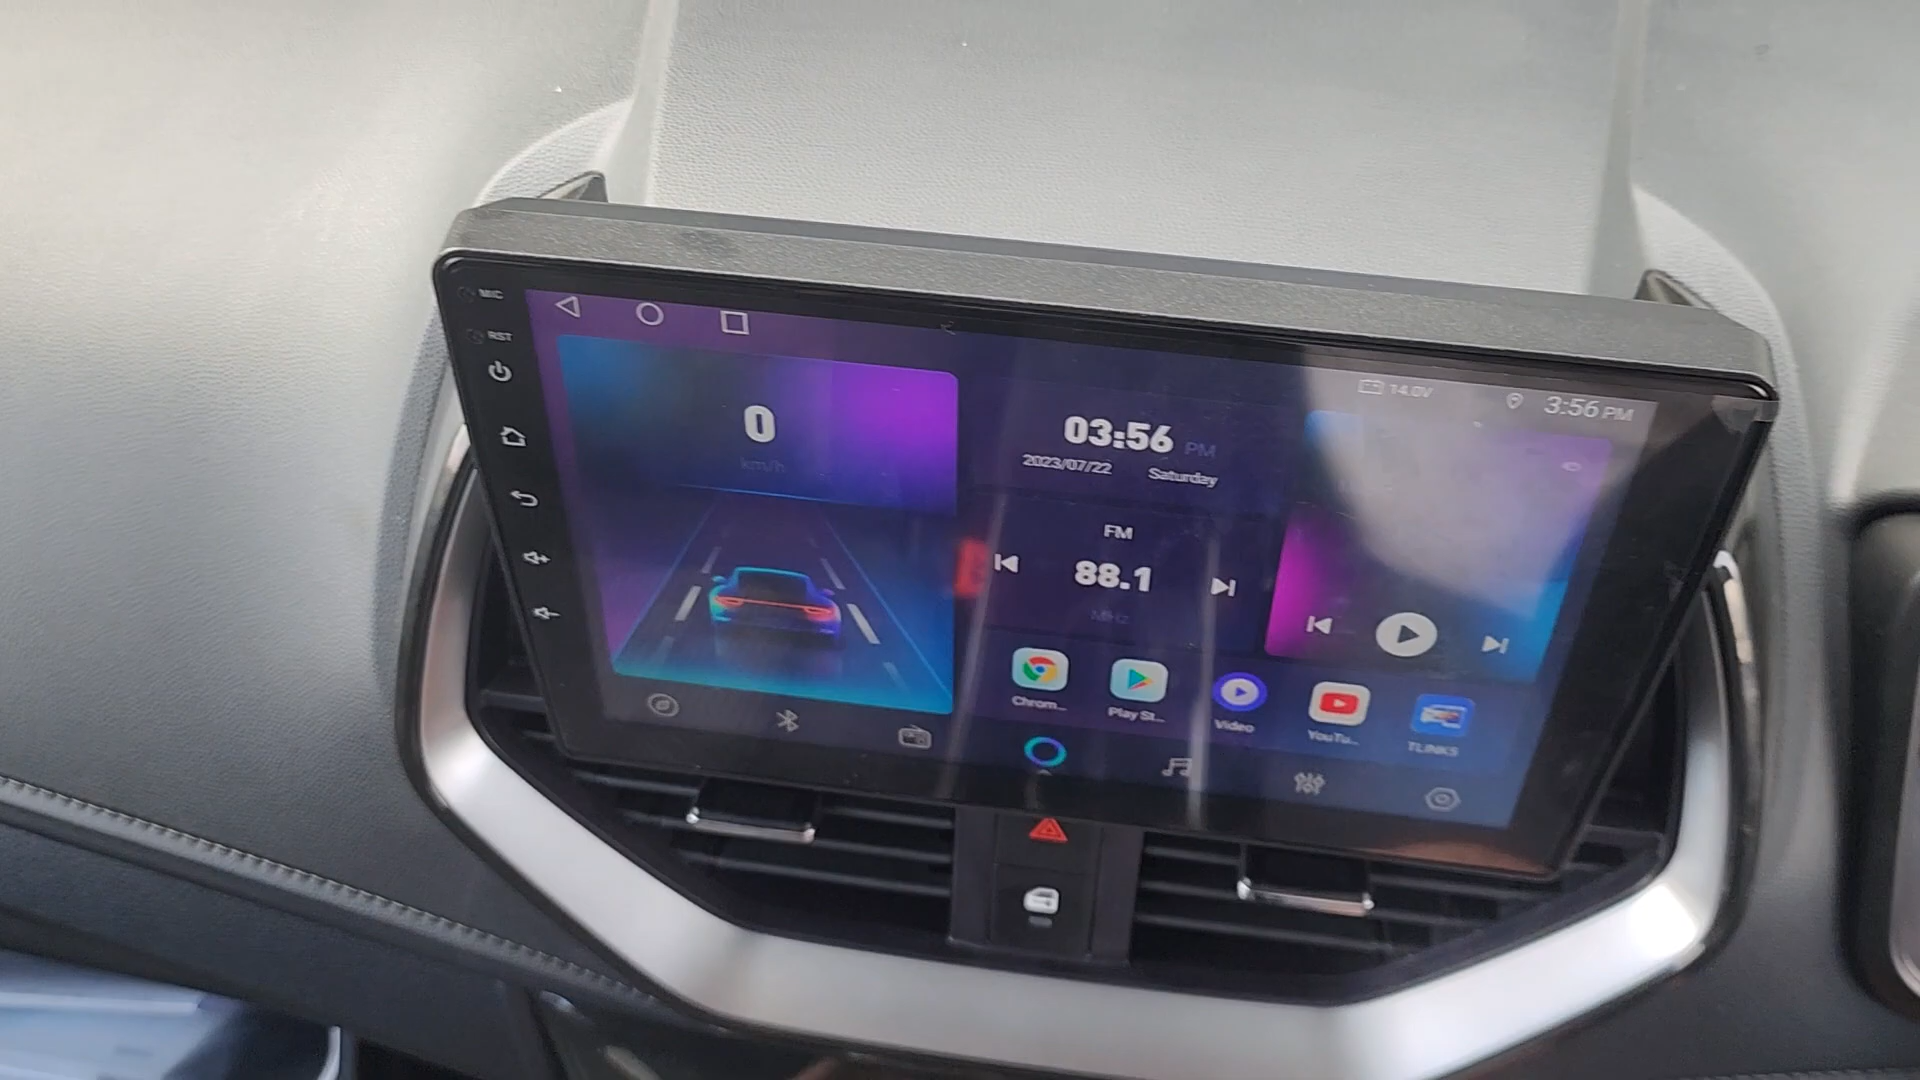 MIC
RST
14.0V
3:56 PM
0
km/h
03:56 PM
2023/07/22 Saturday
FM
88.1
MHz
Chrom...
Play St...
Video
YouTu...
TLINK5